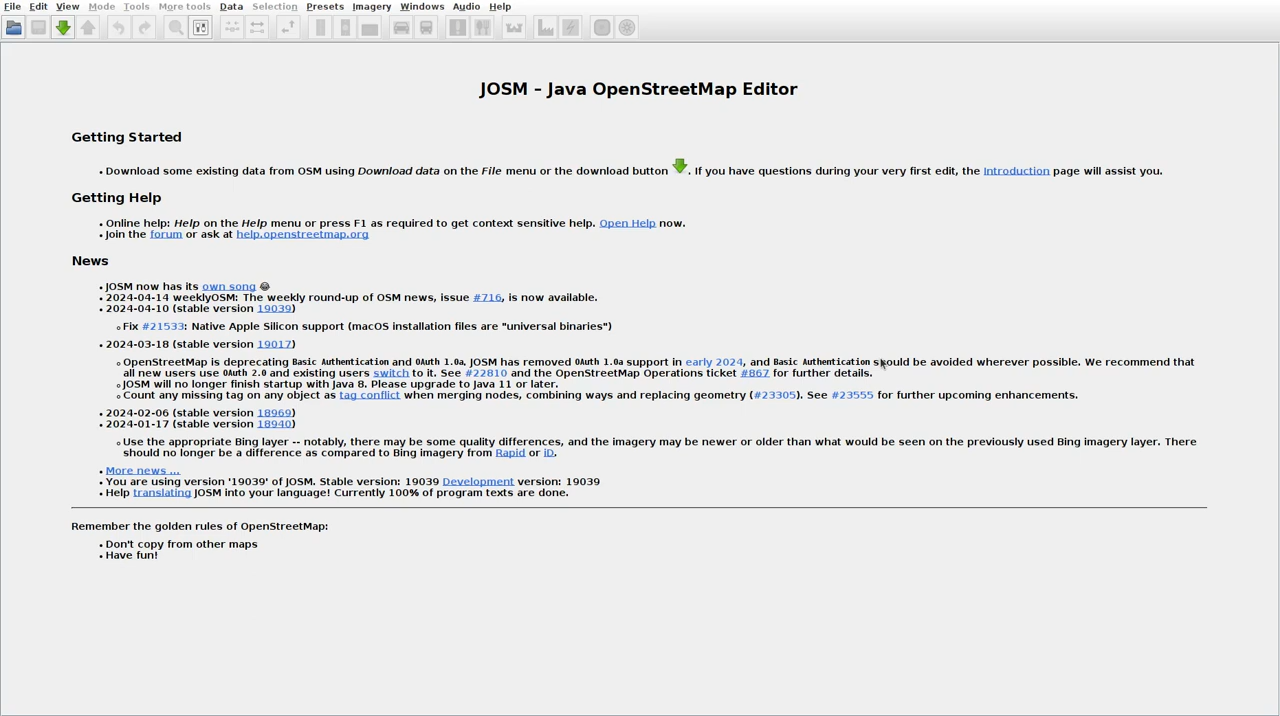 File Edit View Mode Tools More tools Data Selection Presets Imagery Windows Audio Help
JOSM – Java OpenStreetMap Editor
Getting Started
Download some existing data from OSM using Download data on the File menu or the download button . If you have questions during your very first edit, the Introduction page will assist you.
Getting Help
Online help: Help on the Help menu or press F1 as required to get context sensitive help. Open Help now.
Join the forum or ask at help.openstreetmap.org
News
JOSM now has its own song 😂
2024-04-14 weeklyOSM: The weekly round-up of OSM news, issue #716, is now available.
2024-04-10 (stable version 19039)
Fix #21533: Native Apple Silicon support (macOS installation files are "universal binaries")
2024-03-18 (stable version 19017)
OpenStreetMap is deprecating Basic Authentication and OAuth 1.0a. JOSM has removed OAuth 1.0a support in early 2024, and Basic Authentication should be avoided wherever possible. We recommend that
all new users use OAuth 2.0 and existing users switch to it. See #22810 and the OpenStreetMap Operations ticket #867 for further details.
JOSM will no longer finish startup with Java 8. Please upgrade to Java 11 or later.
Count any missing tag on any object as tag conflict when merging nodes, combining ways and replacing geometry (#23305). See #23555 for further upcoming enhancements.
2024-02-06 (stable version 18969)
2024-01-17 (stable version 18940)
Use the appropriate Bing layer -- notably, there may be some quality differences, and the imagery may be newer or older than what would be seen on the previously used Bing imagery layer. There
should no longer be a difference as compared to Bing imagery from Rapid or iD.
More news ...
You are using version '19039' of JOSM. Stable version: 19039 Development version: 19039
Help translating JOSM into your language! Currently 100% of program texts are done.
Remember the golden rules of OpenStreetMap:
Don't copy from other maps
Have fun!